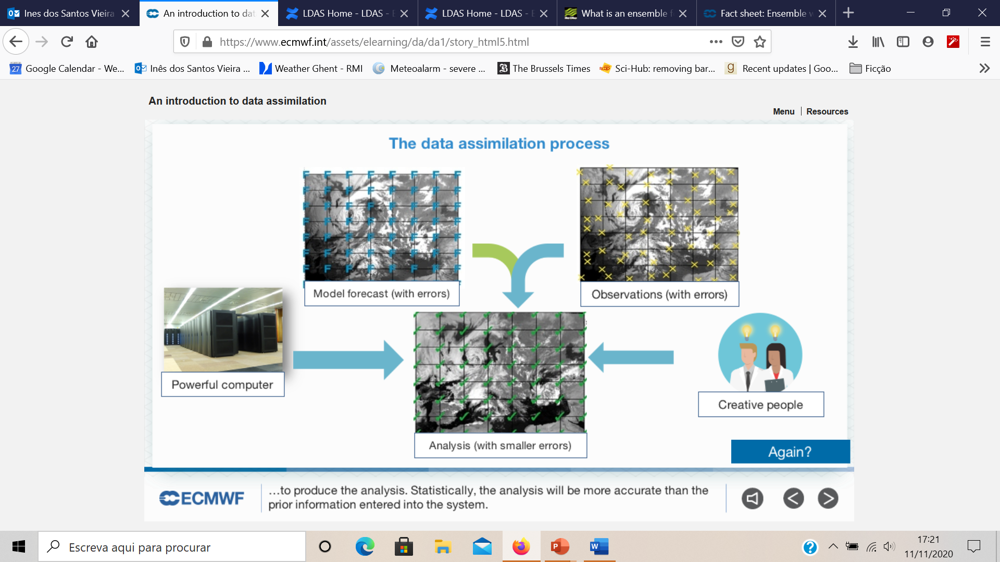 Ines dos Santos Vieira
An introduction to dat
LDAS Home - LDAS - E
LDAS Home - LDAS - E
What is an ensemble f
Fact sheet: Ensemble w
https://www.ecmwf.int/assets/elearning/da/da1/story_html5.html
27 Google Calendar - We...
Inês dos Santos Vieira ...
Weather Ghent - RMI
Meteoalarm - severe ...
The Brussels Times
Sci-Hub: removing bar...
Recent updates | Goo...
Ficção
An introduction to data assimilation
Menu | Resources
The data assimilation process
Model forecast (with errors)
Observations (with errors)
Powerful computer
Creative people
Analysis (with smaller errors)
Again?
ECMWF
...to produce the analysis. Statistically, the analysis will be more accurate than the
prior information entered into the system.
Escreva aqui para procurar
17:21
11/11/2020